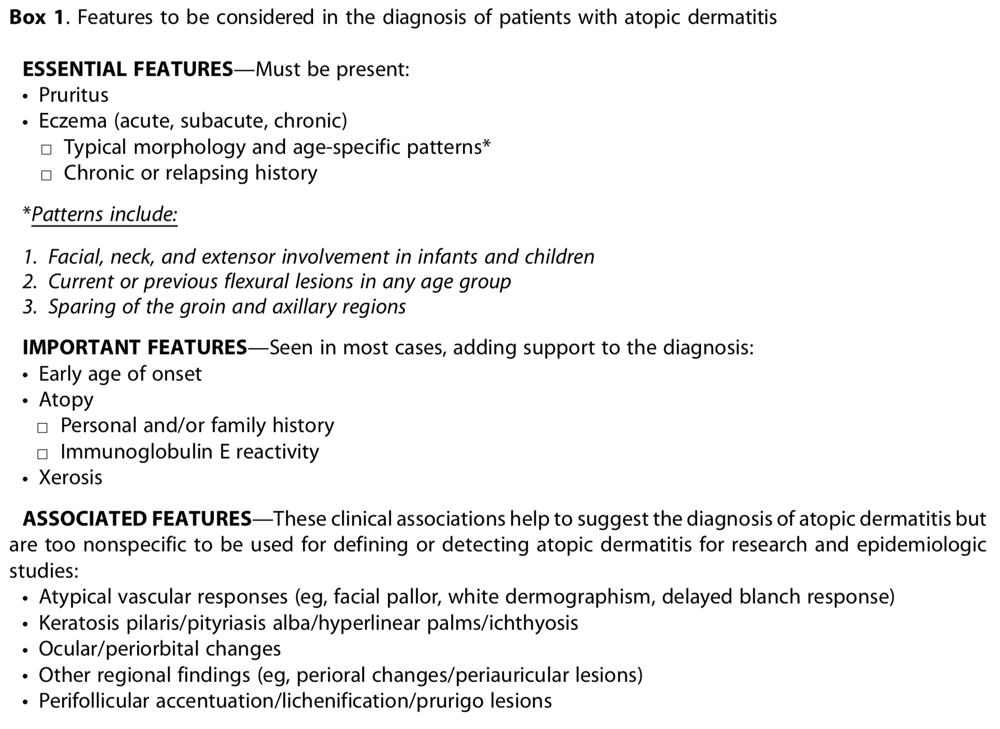 Box 1. Features to be considered in the diagnosis of patients with atopic dermatitis
ESSENTIAL FEATURES—Must be present:
• Pruritus
• Eczema (acute, subacute, chronic)
□ Typical morphology and age-specific patterns*
□ Chronic or relapsing history
*Patterns include:
1. Facial, neck, and extensor involvement in infants and children
2. Current or previous flexural lesions in any age group
3. Sparing of the groin and axillary regions
IMPORTANT FEATURES—Seen in most cases, adding support to the diagnosis:
• Early age of onset
• Atopy
□ Personal and/or family history
□ Immunoglobulin E reactivity
• Xerosis
ASSOCIATED FEATURES—These clinical associations help to suggest the diagnosis of atopic dermatitis but
are too nonspecific to be used for defining or detecting atopic dermatitis for research and epidemiologic
studies:
• Atypical vascular responses (eg, facial pallor, white dermographism, delayed blanch response)
• Keratosis pilaris/pityriasis alba/hyperlinear palms/ichthyosis
• Ocular/periorbital changes
• Other regional findings (eg, perioral changes/periauricular lesions)
• Perifollicular accentuation/lichenification/prurigo lesions